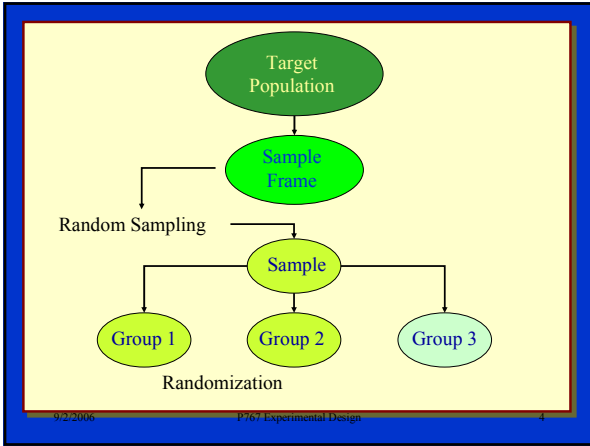 Target
Population
Sample
Frame
Random Sampling
Sample
Group 1
Group 2
Group 3
Randomization
9/2/2006
P767 Experimental Design
4